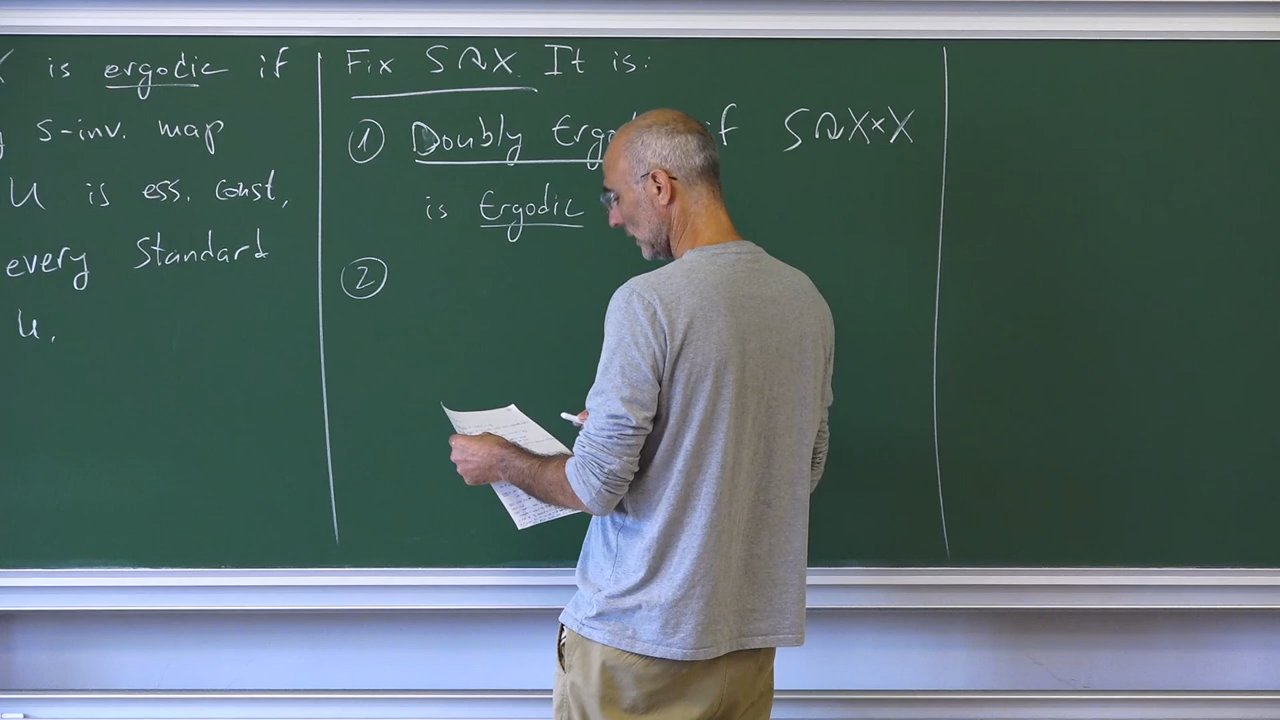 X is ergodic if
S-inv. map
U is ess. const,
every Standard
U.
Fix S↷X. It is:
① Doubly Ergo if S↷X×X
is Ergodic
②